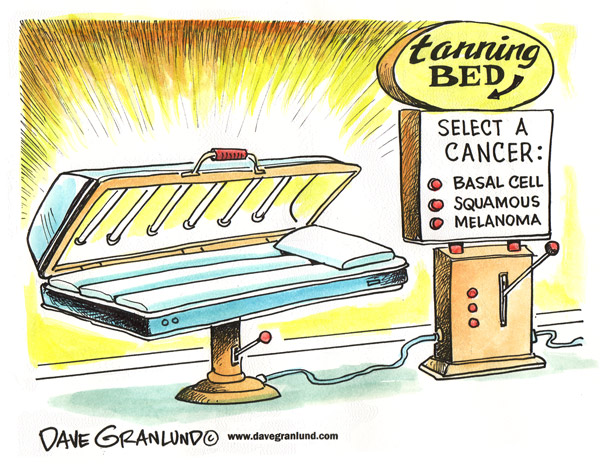 tanning
BED
SELECT A
CANCER:
BASAL CELL
SQUAMOUS
MELANOMA
DAVE GRANLUND© www.davegranlund.com